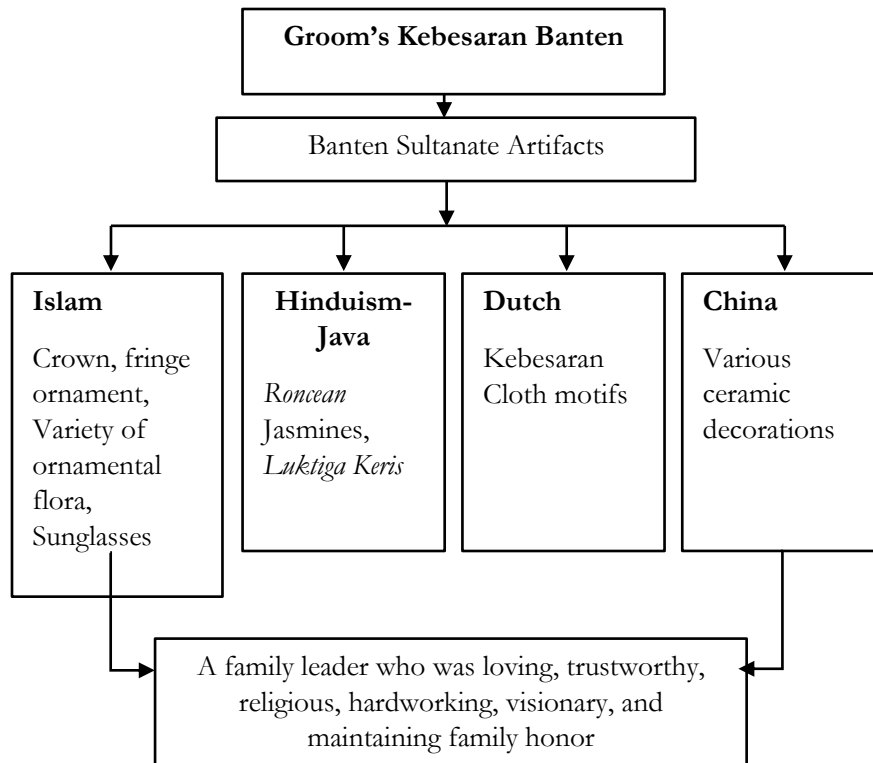 Groom’s Kebesaran Banten
Banten Sultanate Artifacts
Islam
Crown, fringe
ornament,
Variety of
ornamental
flora,
Sunglasses
Hinduism-
Java
Roncean
Jasmines,
Luktiga Keris
Dutch
Kebesaran
Cloth motifs
China
Various
ceramic
decorations
A family leader who was loving, trustworthy,
religious, hardworking, visionary, and
maintaining family honor